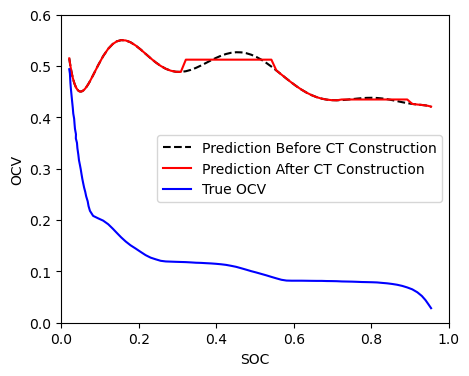 0.6
0.5
0.4
0.3
0.2
0.1
0.0
OCV
Prediction Before CT Construction
Prediction After CT Construction
True OCV
0.0 0.2 0.4 0.6 0.8 1.0
SOC